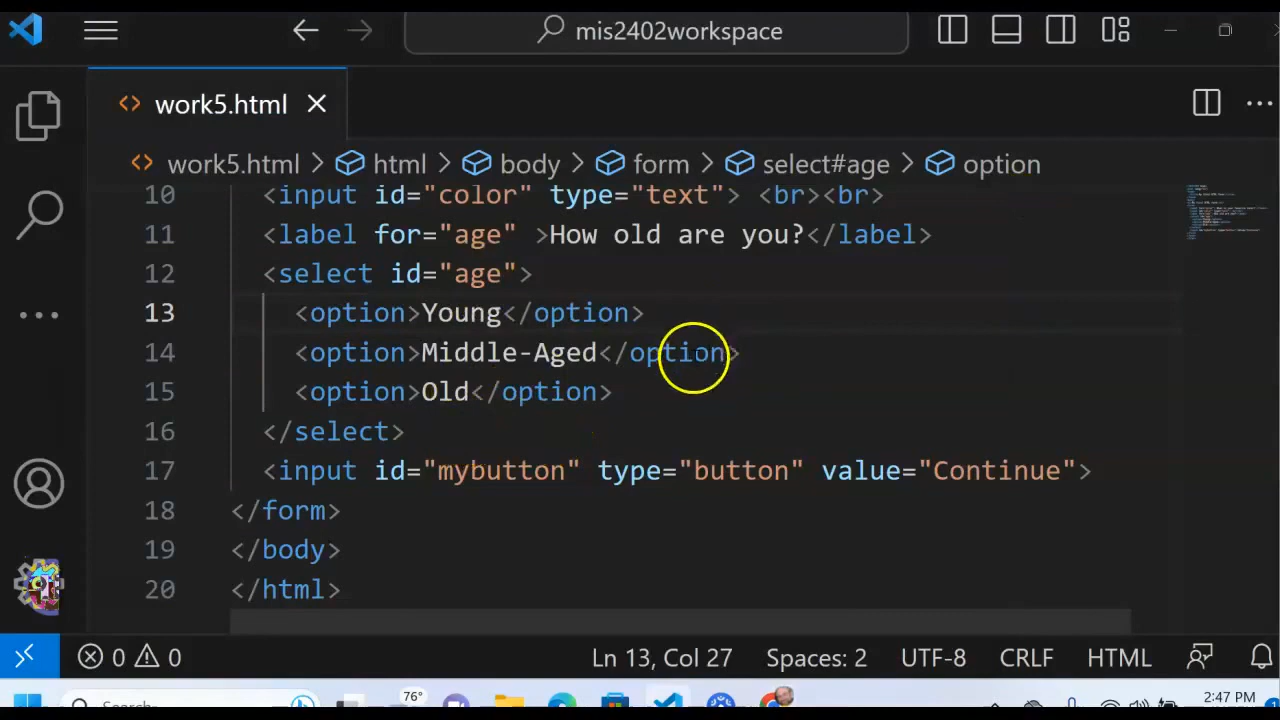 mis2402workspace
work5.html
work5.html > html > body > form > select#age > option
10 <input id="color" type="text"> <br><br>
11 <label for="age" >How old are you?</label>
12 <select id="age">
13 <option>Young</option>
14 <option>Middle-Aged</option>
15 <option>Old</option>
16 </select>
17 <input id="mybutton" type="button" value="Continue">
18 </form>
19 </body>
20 </html>
0 0 Ln 13, Col 27 Spaces: 2 UTF-8 CRLF HTML
Search 76° 2:47 PM